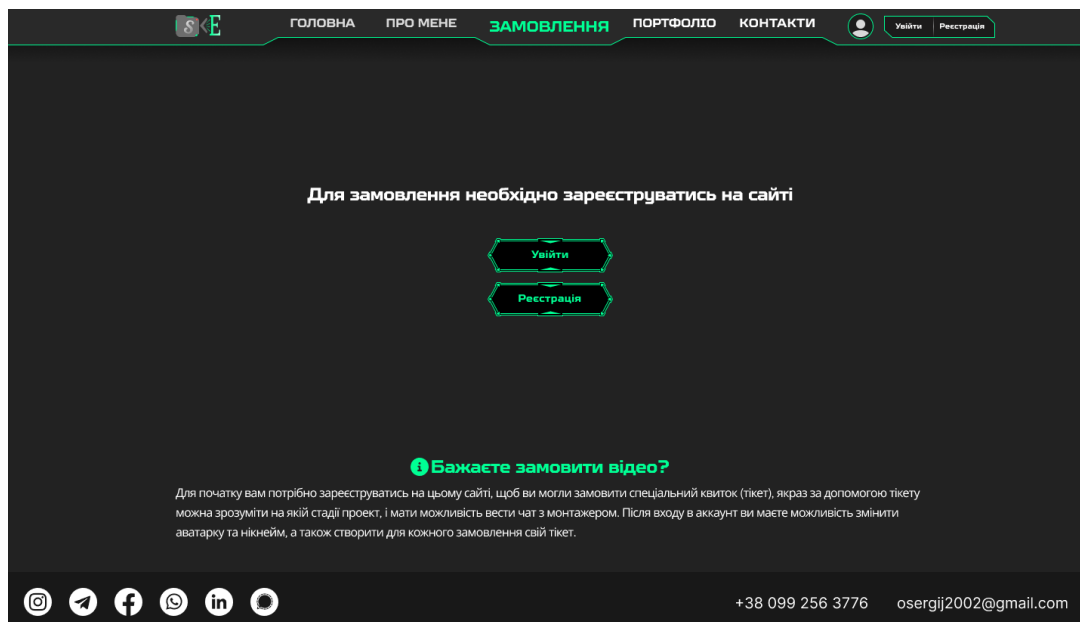 S<E
ГОЛОВНА ПРО МЕНЕ ЗАМОВЛЕННЯ ПОРТФОЛІО КОНТАКТИ Увійти Реєстрація
Для замовлення необхідно зареєструватись на сайті
Увійти
Реєстрація
Бажаєте замовити відео?
Для початку вам потрібно зареєструватись на цьому сайті, щоб ви могли замовити спеціальний квиток (тікет), якраз за допомогою тікету
можна зрозуміти на якій стадії проект, і мати можливість вести чат з монтажером. Після входу в аккаунт ви маєте можливість змінити
аватарку та нікнейм, а також створити для кожного замовлення свій тікет.
in
+38 099 256 3776 osergij2002@gmail.com